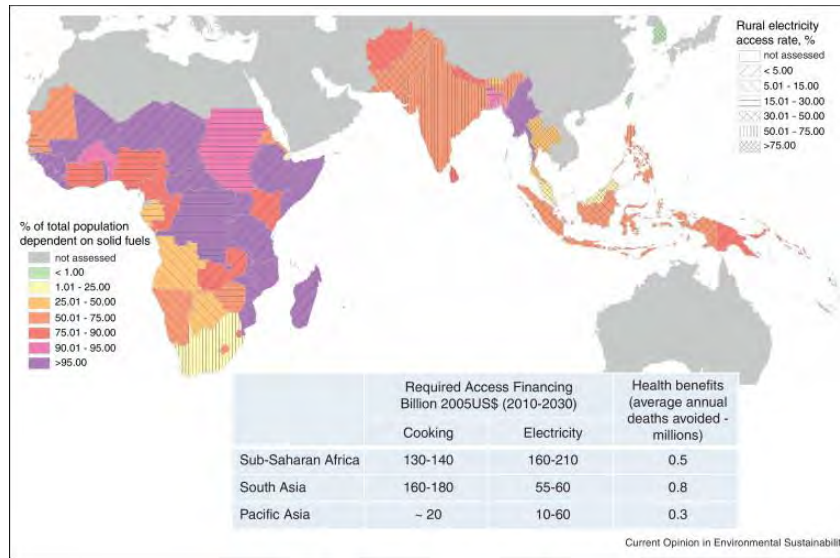 Rural electricity
access rate, %
not assessed
< 5.00
5.01 - 15.00
15.01 - 30.00
30.01 - 50.00
50.01 - 75.00
>75.00
% of total population
dependent on solid fuels
not assessed
< 1.00
1.01 - 25.00
25.01 - 50.00
50.01 - 75.00
75.01 - 90.00
90.01 - 95.00
>95.00
Required Access Financing
Billion 2005US$ (2010-2030)
Health benefits
(average annual
deaths avoided -
millions)
Cooking Electricity
Sub-Saharan Africa 130-140 160-210 0.5
South Asia 160-180 55-60 0.8
Pacific Asia ~ 20 10-60 0.3
Current Opinion in Environmental Sustainabilit